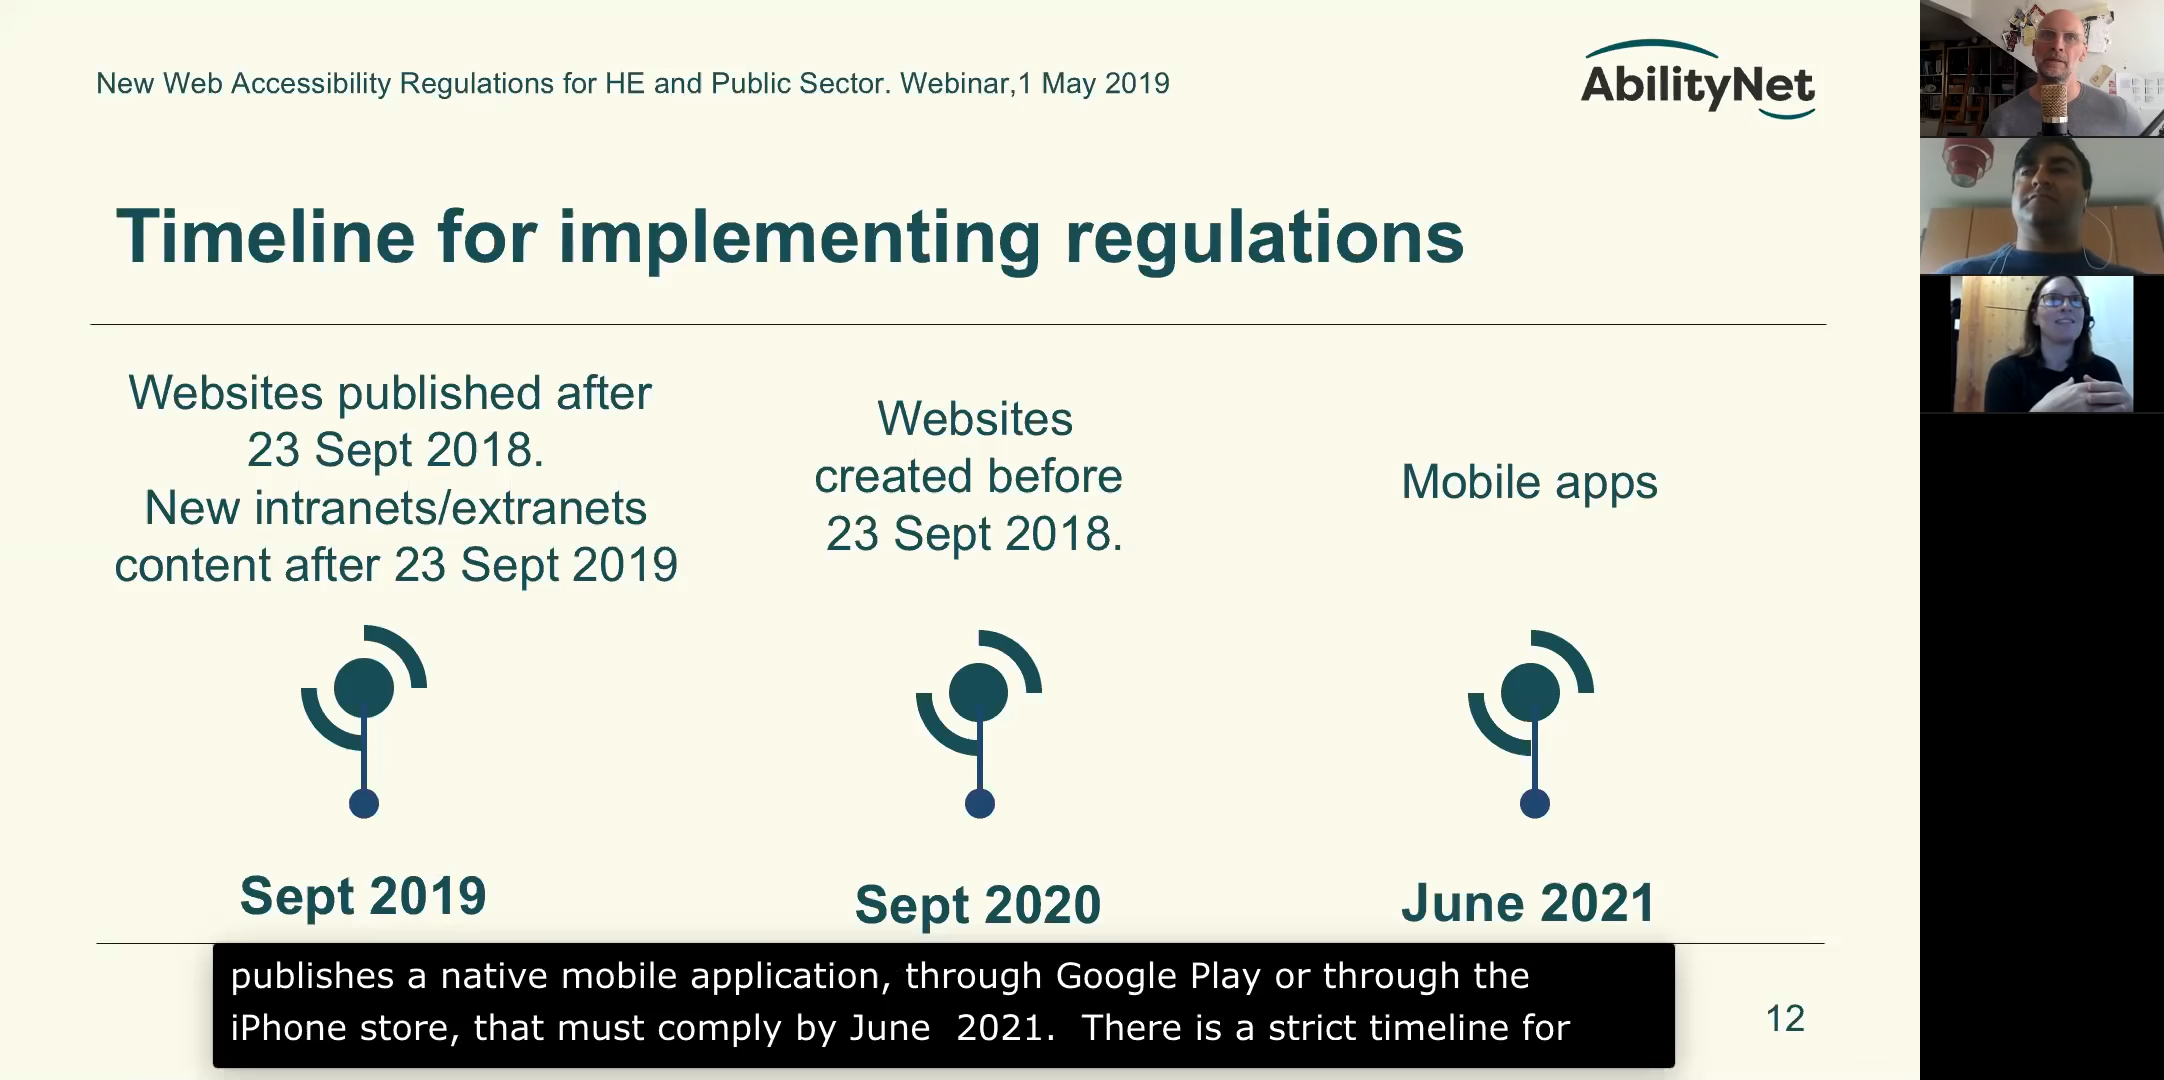 New Web Accessibility Regulations for HE and Public Sector. Webinar,1 May 2019
AbilityNet
Timeline for implementing regulations
Websites published after
23 Sept 2018.
New intranets/extranets
content after 23 Sept 2019
Websites
created before
23 Sept 2018.
Mobile apps
Sept 2019
Sept 2020
June 2021
publishes a native mobile application, through Google Play or through the
iPhone store, that must comply by June  2021.  There is a strict timeline for
12